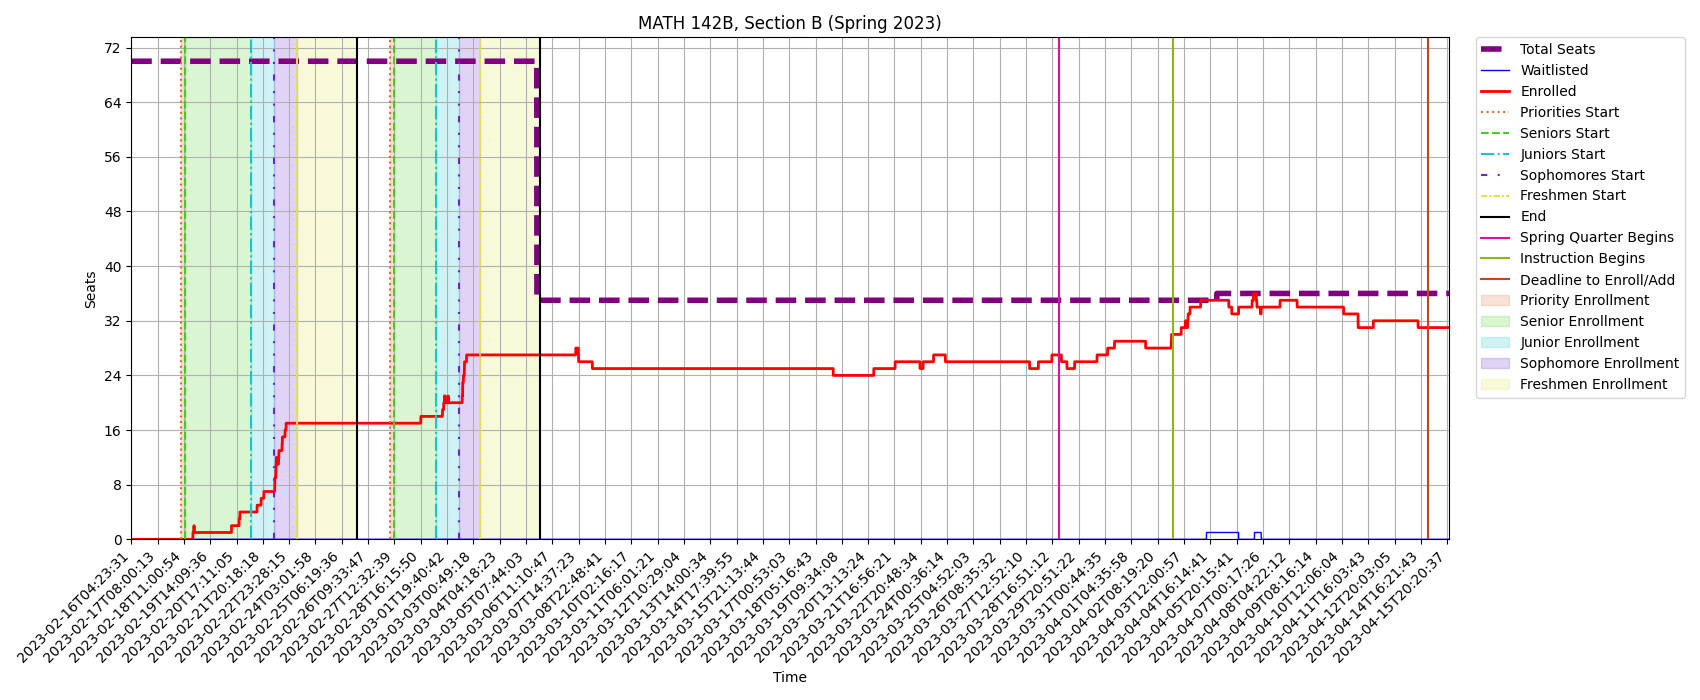 MATH 142B, Section B (Spring 2023)
72
64
56
48
40
32
24
16
8
0
Seats
2023-02-16T04:23:31
2023-02-17T08:00:13
2023-02-18T11:00:54
2023-02-19T14:09:36
2023-02-20T17:11:05
2023-02-21T20:18:18
2023-02-22T23:28:15
2023-02-24T03:01:58
2023-02-25T06:19:36
2023-02-26T09:33:47
2023-02-27T12:32:39
2023-02-28T16:15:50
2023-03-01T19:40:42
2023-03-03T00:49:18
2023-03-04T04:18:23
2023-03-05T07:44:03
2023-03-06T11:10:47
2023-03-07T14:37:23
2023-03-08T22:48:41
2023-03-10T02:16:17
2023-03-11T06:01:21
2023-03-12T10:29:04
2023-03-13T14:00:34
2023-03-14T17:39:55
2023-03-15T21:13:44
2023-03-17T00:53:03
2023-03-18T05:16:43
2023-03-19T09:34:08
2023-03-20T13:13:24
2023-03-21T16:56:21
2023-03-22T20:48:34
2023-03-24T00:36:14
2023-03-25T04:52:03
2023-03-26T08:35:32
2023-03-27T12:52:10
2023-03-28T16:51:12
2023-03-29T20:51:22
2023-03-31T00:44:35
2023-04-01T04:35:58
2023-04-02T08:19:20
2023-04-03T12:00:57
2023-04-04T16:14:41
2023-04-05T20:15:41
2023-04-07T00:17:26
2023-04-08T04:22:12
2023-04-09T08:16:14
2023-04-10T12:06:04
2023-04-11T16:03:43
2023-04-12T20:03:05
2023-04-14T16:21:43
2023-04-15T20:20:37
Time
Total Seats
Waitlisted
Enrolled
Priorities Start
Seniors Start
Juniors Start
Sophomores Start
Freshmen Start
End
Spring Quarter Begins
Instruction Begins
Deadline to Enroll/Add
Priority Enrollment
Senior Enrollment
Junior Enrollment
Sophomore Enrollment
Freshmen Enrollment